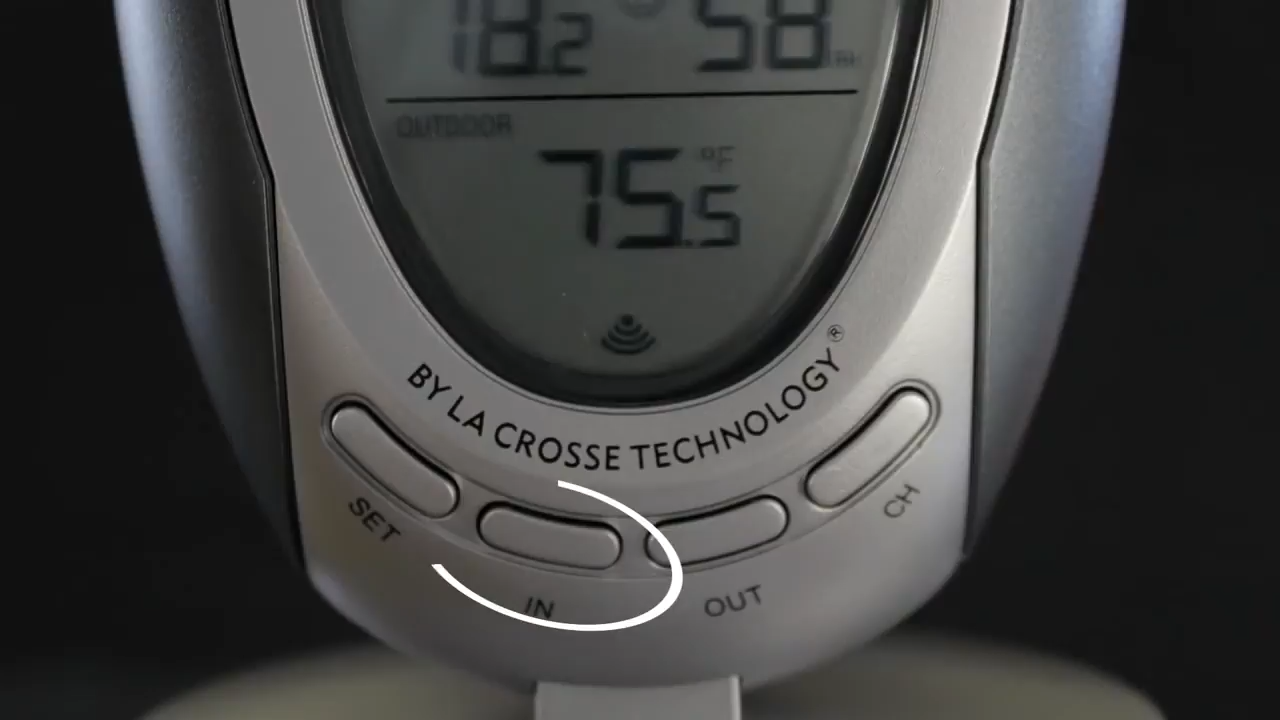 18.2 58
OUTDOOR
75.5 °F
BY LA CROSSE TECHNOLOGY®
SET
IN
OUT
CH